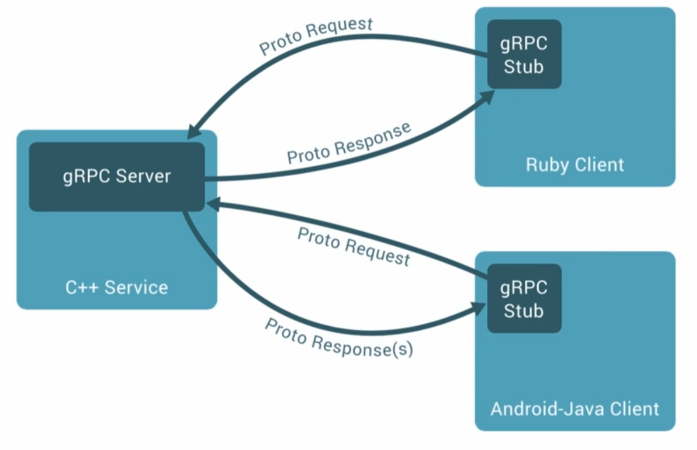 Proto Request
gRPC
Stub
Proto Response
Ruby Client
gRPC Server
C++ Service
Proto Request
gRPC
Stub
Proto Response(s)
Android-Java Client